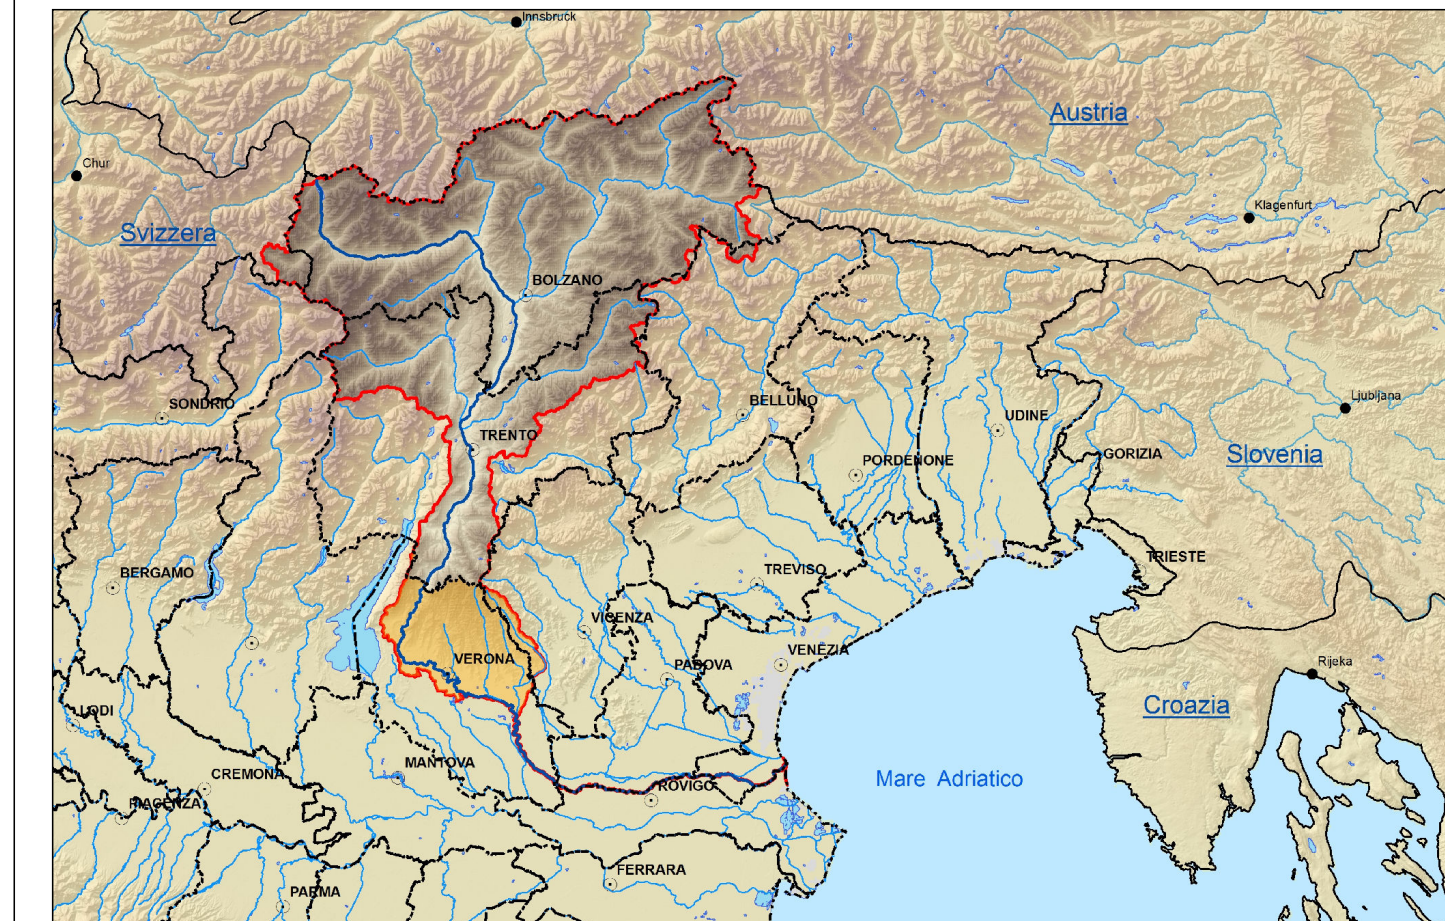 Innsbruck
Austria
Chur
Klagenfurt
Svizzera
BOLZANO
Ljubljana
SONDRIO
BELLUNO
UDINE
TRENTO
PORDENONE
GORIZIA
Slovenia
TRIESTE
BERGAMO
TREVISO
VICENZA
VERONA
PADOVA
VENEZIA
Rijeka
LODI
Croazia
MANTOVA
CREMONA
Mare Adriatico
ROVIGO
PIACENZA
FERRARA
PARMA